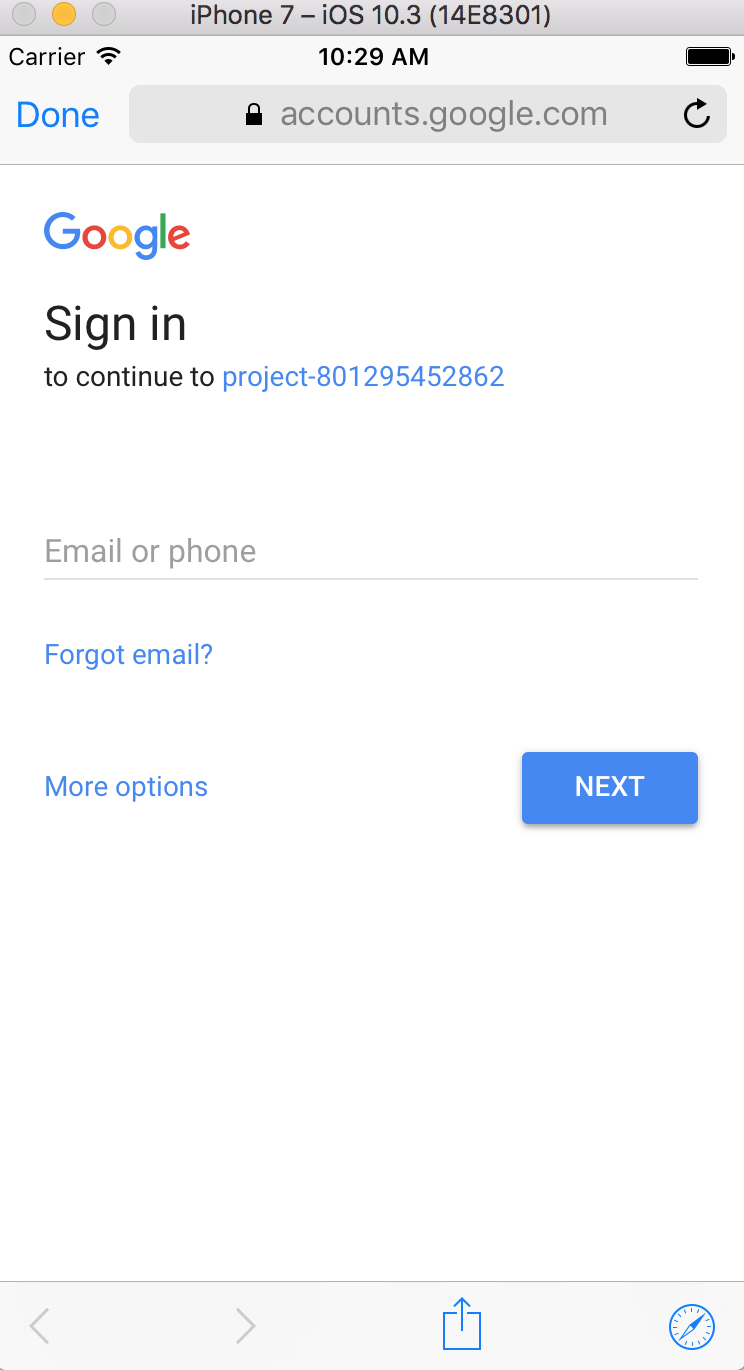 iPhone 7 – iOS 10.3 (14E8301)
Carrier 10:29 AM
Done accounts.google.com
Google
Sign in
to continue to project-801295452862
Email or phone
Forgot email?
More options NEXT